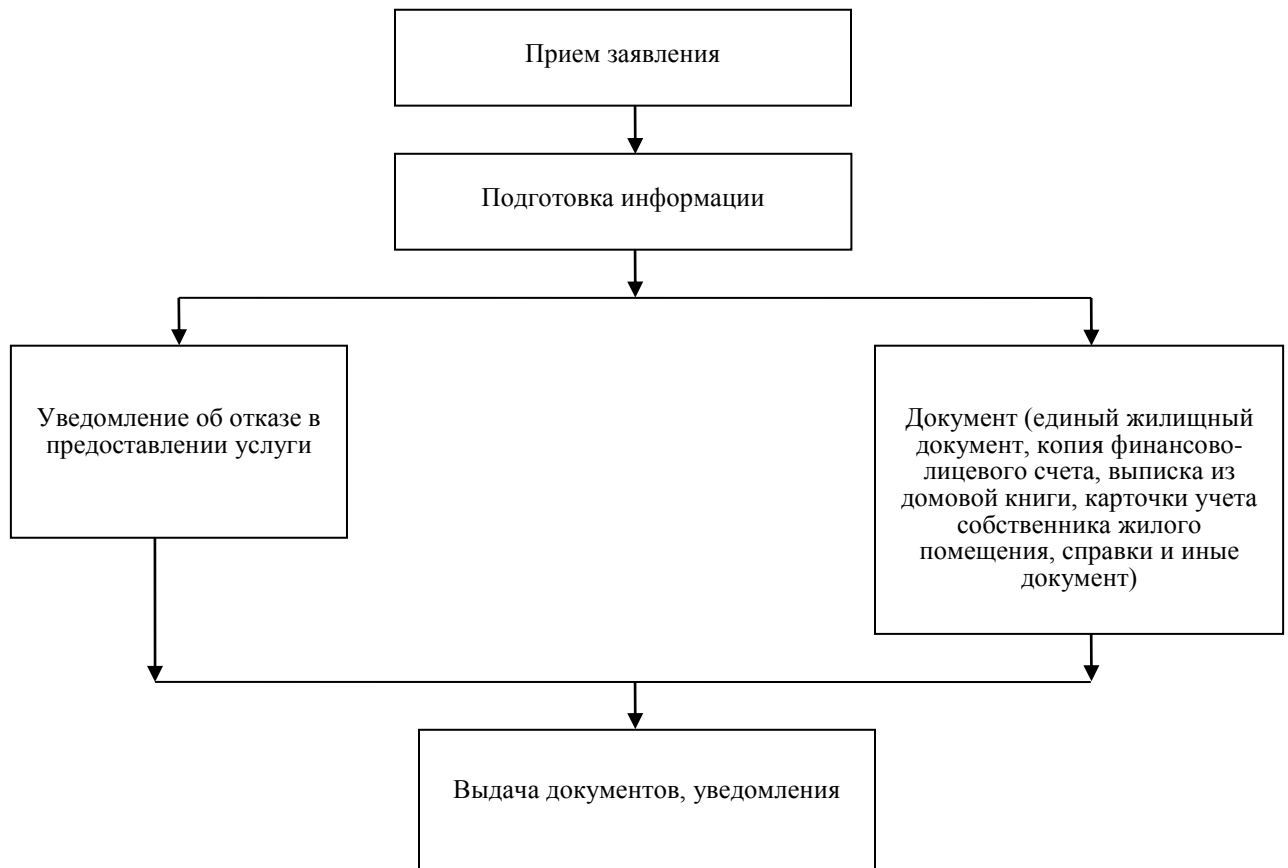 Прием заявления
Подготовка информации
Уведомление об отказе в
предоставлении услуги
Документ (единый жилищный
документ, копия финансово-
лицевого счета, выписка из
домовой книги, карточки учета
собственника жилого
помещения, справки и иные
документ)
Выдача документов, уведомления